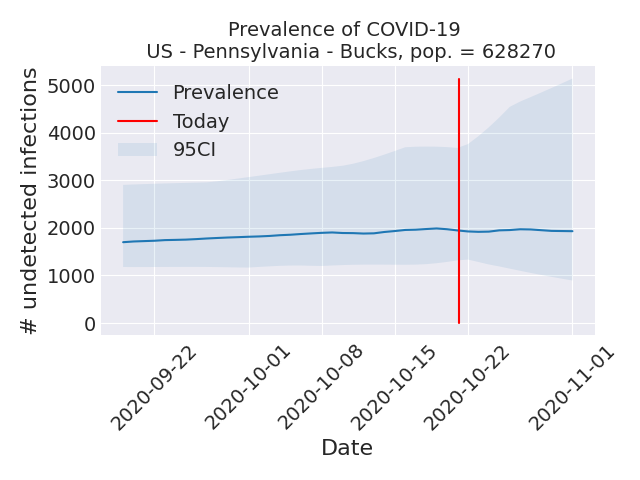 Prevalence of COVID-19
US - Pennsylvania - Bucks, pop. = 628270
# undetected infections
5000
4000
3000
2000
1000
0
Prevalence
Today
95CI
2020-09-22
2020-10-01
2020-10-08
2020-10-15
2020-10-22
2020-11-01
Date